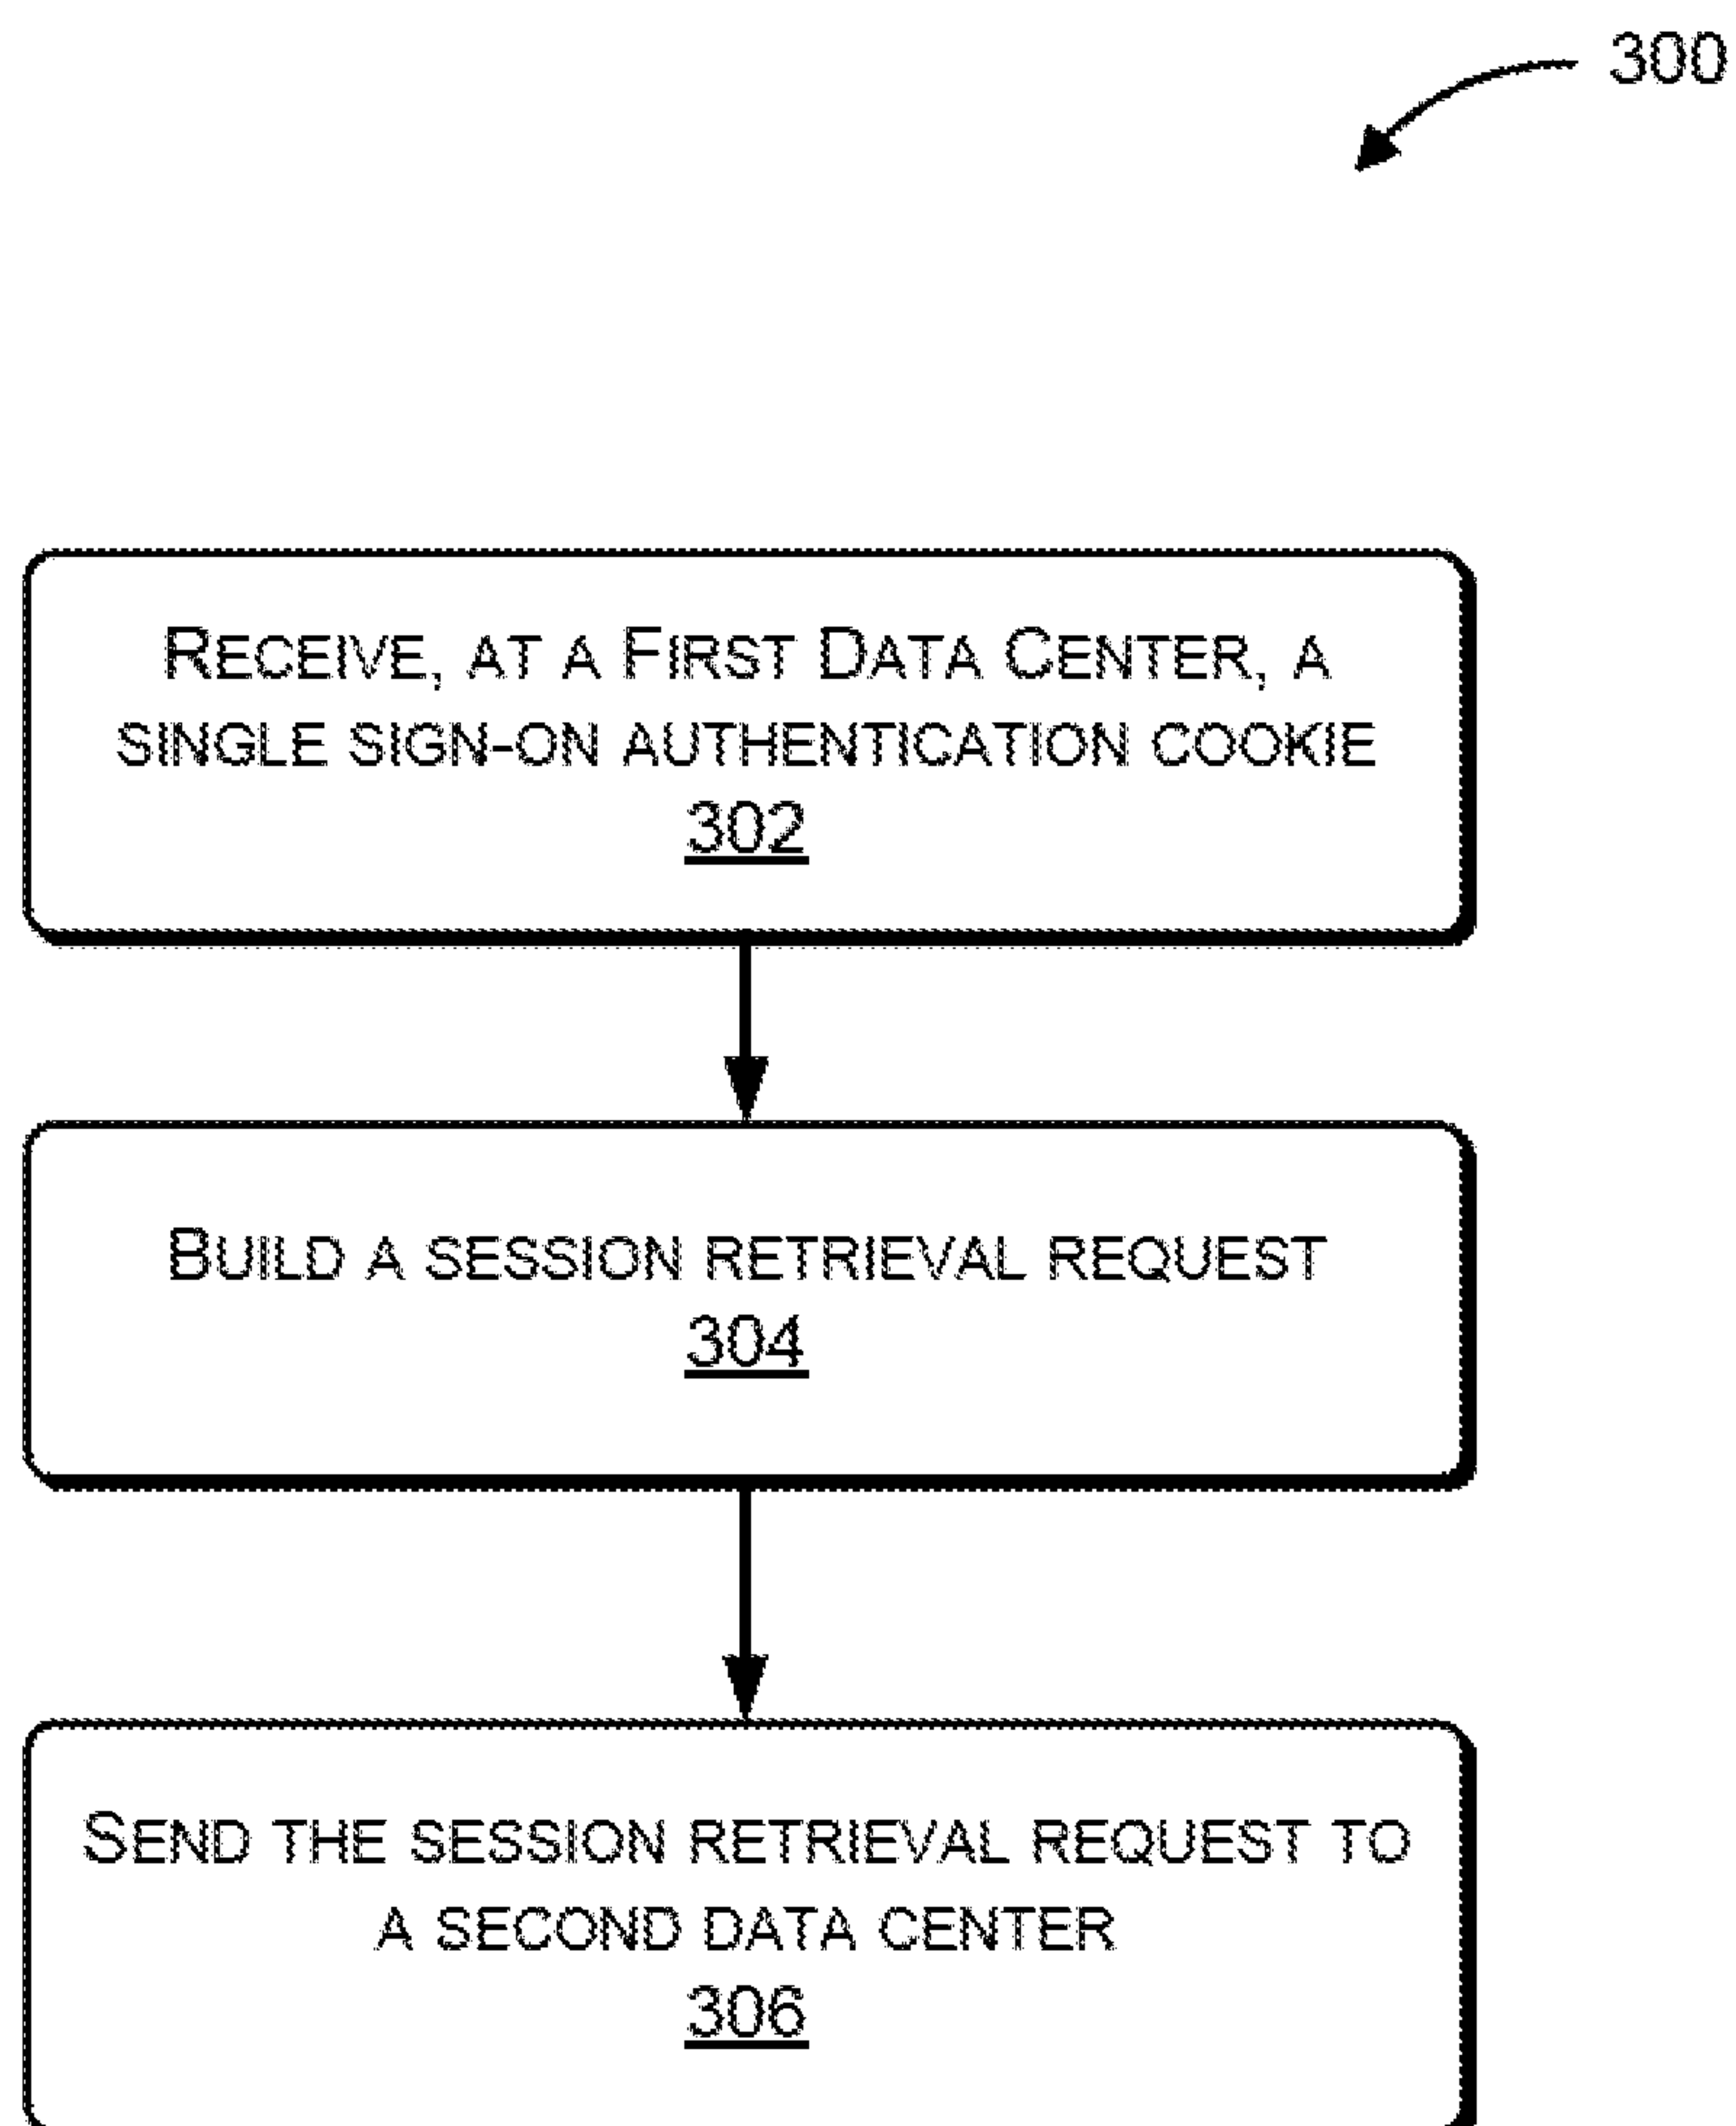 300
RECEIVE, AT A FIRST DATA CENTER, A
SINGLE SIGN-ON AUTHENTICATION COOKIE
302
BUILD A SESSION RETRIEVAL REQUEST
304
SEND THE SESSION RETRIEVAL REQUEST TO
A SECOND DATA CENTER
306